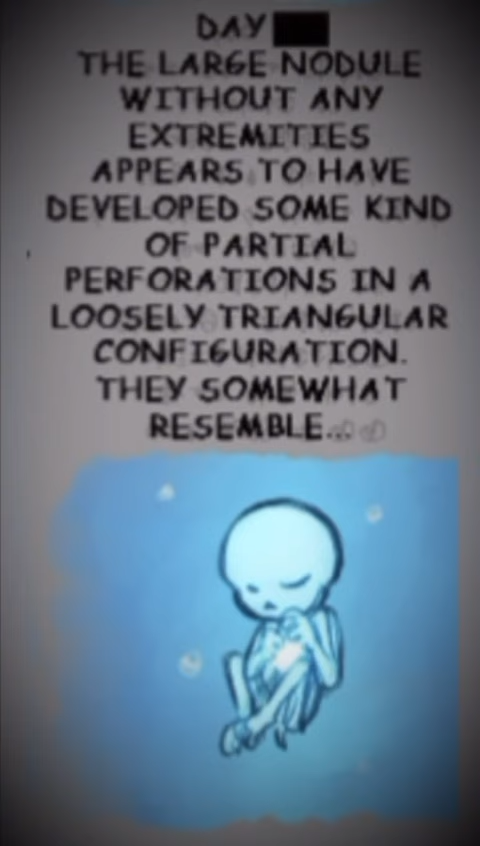 DAY
THE LARGE NODULE
WITHOUT ANY
EXTREMITIES
APPEARS TO HAVE
DEVELOPED SOME KIND
OF PARTIAL
PERFORATIONS IN A
LOOSELY TRIANGULAR
CONFIGURATION.
THEY SOMEWHAT
RESEMBLE...